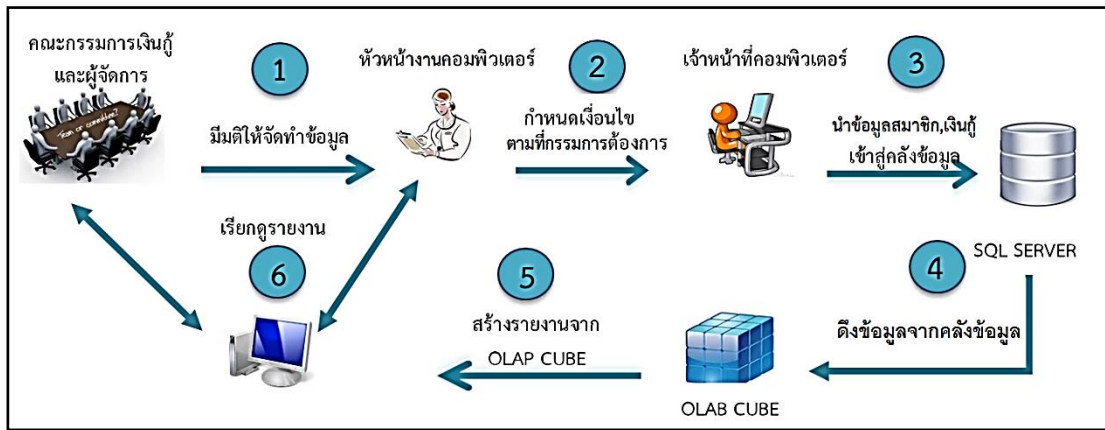 คณะกรรมการเงินกู้
และผู้จัดการ
Team or committee?
1
มีมติให้จัดทำข้อมูล
หัวหน้างานคอมพิวเตอร์
2
กำหนดเงื่อนไข
ตามที่กรรมการต้องการ
เจ้าหน้าที่คอมพิวเตอร์
3
นำข้อมูลสมาชิก,เงินกู้
เข้าสู่คลังข้อมูล
SQL SERVER
4
ดึงข้อมูลจากคลังข้อมูล
OLAB CUBE
5
สร้างรายงานจาก
OLAP CUBE
เรียกดูรายงาน
6